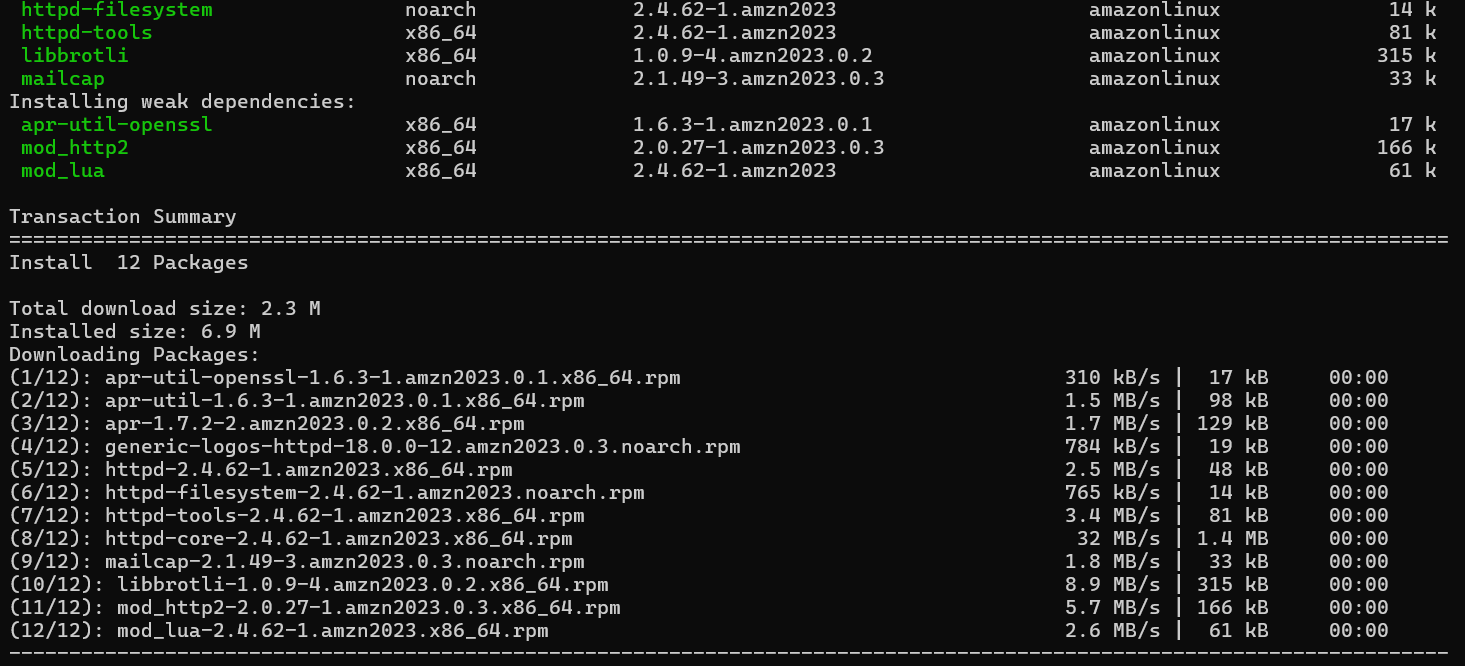 httpd-filesystem noarch 2.4.62-1.amzn2023 amazonlinux 14 k
httpd-tools x86_64 2.4.62-1.amzn2023 amazonlinux 81 k
libbrotli x86_64 1.0.9-4.amzn2023.0.2 amazonlinux 315 k
mailcap noarch 2.1.49-3.amzn2023.0.3 amazonlinux 33 k
Installing weak dependencies:
apr-util-openssl x86_64 1.6.3-1.amzn2023.0.1 amazonlinux 17 k
mod_http2 x86_64 2.0.27-1.amzn2023.0.3 amazonlinux 166 k
mod_lua x86_64 2.4.62-1.amzn2023 amazonlinux 61 k
Transaction Summary
========================================================================================================================
Install  12 Packages
Total download size: 2.3 M
Installed size: 6.9 M
Downloading Packages:
(1/12): apr-util-openssl-1.6.3-1.amzn2023.0.1.x86_64.rpm 310 kB/s | 17 kB 00:00
(2/12): apr-util-1.6.3-1.amzn2023.0.1.x86_64.rpm 1.5 MB/s | 98 kB 00:00
(3/12): apr-1.7.2-2.amzn2023.0.2.x86_64.rpm 1.7 MB/s | 129 kB 00:00
(4/12): generic-logos-httpd-18.0.0-12.amzn2023.0.3.noarch.rpm 784 kB/s | 19 kB 00:00
(5/12): httpd-2.4.62-1.amzn2023.x86_64.rpm 2.5 MB/s | 48 kB 00:00
(6/12): httpd-filesystem-2.4.62-1.amzn2023.noarch.rpm 765 kB/s | 14 kB 00:00
(7/12): httpd-tools-2.4.62-1.amzn2023.x86_64.rpm 3.4 MB/s | 81 kB 00:00
(8/12): httpd-core-2.4.62-1.amzn2023.x86_64.rpm 32 MB/s | 1.4 MB 00:00
(9/12): mailcap-2.1.49-3.amzn2023.0.3.noarch.rpm 1.8 MB/s | 33 kB 00:00
(10/12): libbrotli-1.0.9-4.amzn2023.0.2.x86_64.rpm 8.9 MB/s | 315 kB 00:00
(11/12): mod_http2-2.0.27-1.amzn2023.0.3.x86_64.rpm 5.7 MB/s | 166 kB 00:00
(12/12): mod_lua-2.4.62-1.amzn2023.x86_64.rpm 2.6 MB/s | 61 kB 00:00
------------------------------------------------------------------------------------------------------------------------